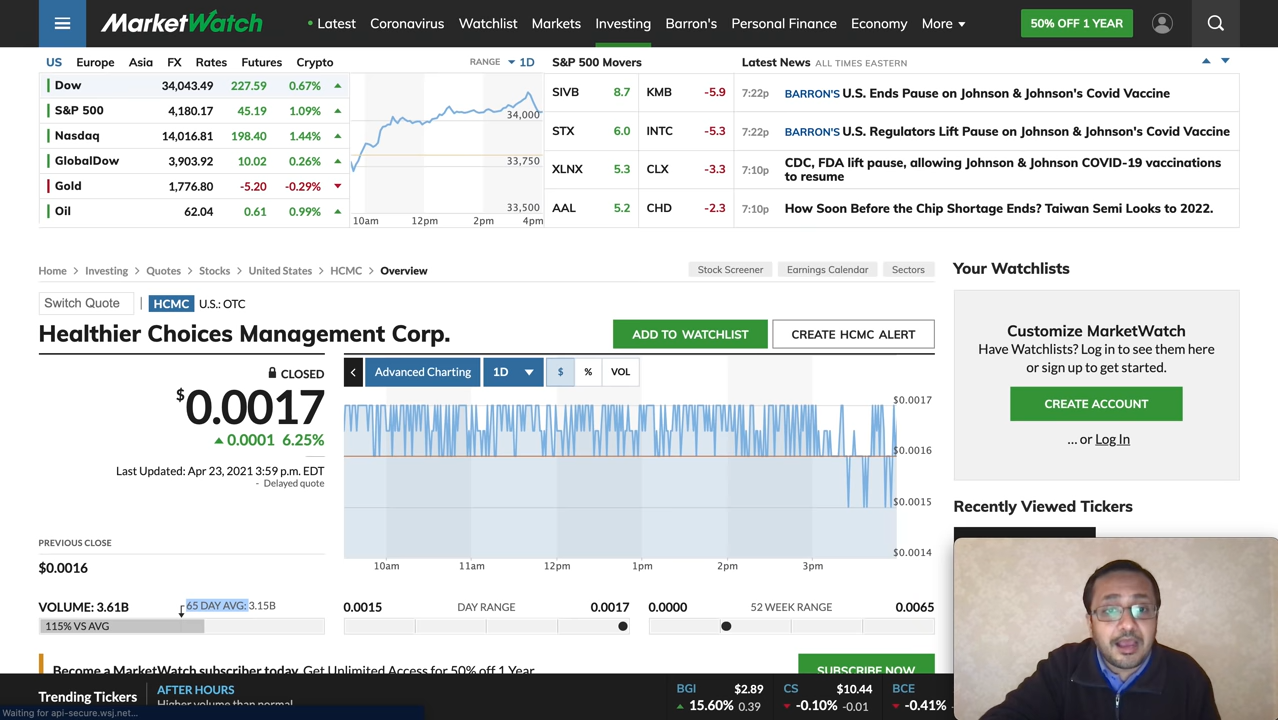 MarketWatch
Latest
Coronavirus
Watchlist
Markets
Investing
Barron's
Personal Finance
Economy
More
50% OFF 1 YEAR
US Europe Asia FX Rates Futures Crypto
RANGE 1D
Dow 34,043.49 227.59 0.67%
S&P 500 4,180.17 45.19 1.09%
Nasdaq 14,016.81 198.40 1.44%
GlobalDow 3,903.92 10.02 0.26%
Gold 1,776.80 -5.20 -0.29%
Oil 62.04 0.61 0.99%
34,000
33,750
33,500
10am 12pm 2pm 4pm
S&P 500 Movers
SIVB 8.7 KMB -5.9
STX 6.0 INTC -5.3
XLNX 5.3 CLX -3.3
AAL 5.2 CHD -2.3
Latest News ALL TIMES EASTERN
7:22p BARRON'S U.S. Ends Pause on Johnson & Johnson's Covid Vaccine
7:22p BARRON'S U.S. Regulators Lift Pause on Johnson & Johnson's Covid Vaccine
7:10p CDC, FDA lift pause, allowing Johnson & Johnson COVID-19 vaccinations
to resume
7:10p How Soon Before the Chip Shortage Ends? Taiwan Semi Looks to 2022.
Home > Investing > Quotes > Stocks > United States > HCMC > Overview
Stock Screener
Earnings Calendar
Sectors
Switch Quote | HCMC U.S.: OTC
Healthier Choices Management Corp.
ADD TO WATCHLIST
CREATE HCMC ALERT
CLOSED
$0.0017
0.0001 6.25%
Last Updated: Apr 23, 2021 3:59 p.m. EDT
- Delayed quote
PREVIOUS CLOSE
$0.0016
VOLUME: 3.61B
65 DAY AVG: 3.15B
115% VS AVG
Advanced Charting 1D $ % VOL
$0.0017
$0.0016
$0.0015
$0.0014
10am 11am 12pm 1pm 2pm 3pm
0.0015 DAY RANGE 0.0017
0.0000 52 WEEK RANGE 0.0065
Your Watchlists
Customize MarketWatch
Have Watchlists? Log in to see them here
or sign up to get started.
CREATE ACCOUNT
... or Log In
Recently Viewed Tickers
Become a MarketWatch subscriber today. Get Unlimited Access for 50% off 1 Year
SUBSCRIBE NOW
Trending Tickers
AFTER HOURS
Higher volume than normal
BGI $2.89
15.60% 0.39
CS $10.44
-0.10% -0.01
BCE
-0.41%
Waiting for api-secure.wsj.net...